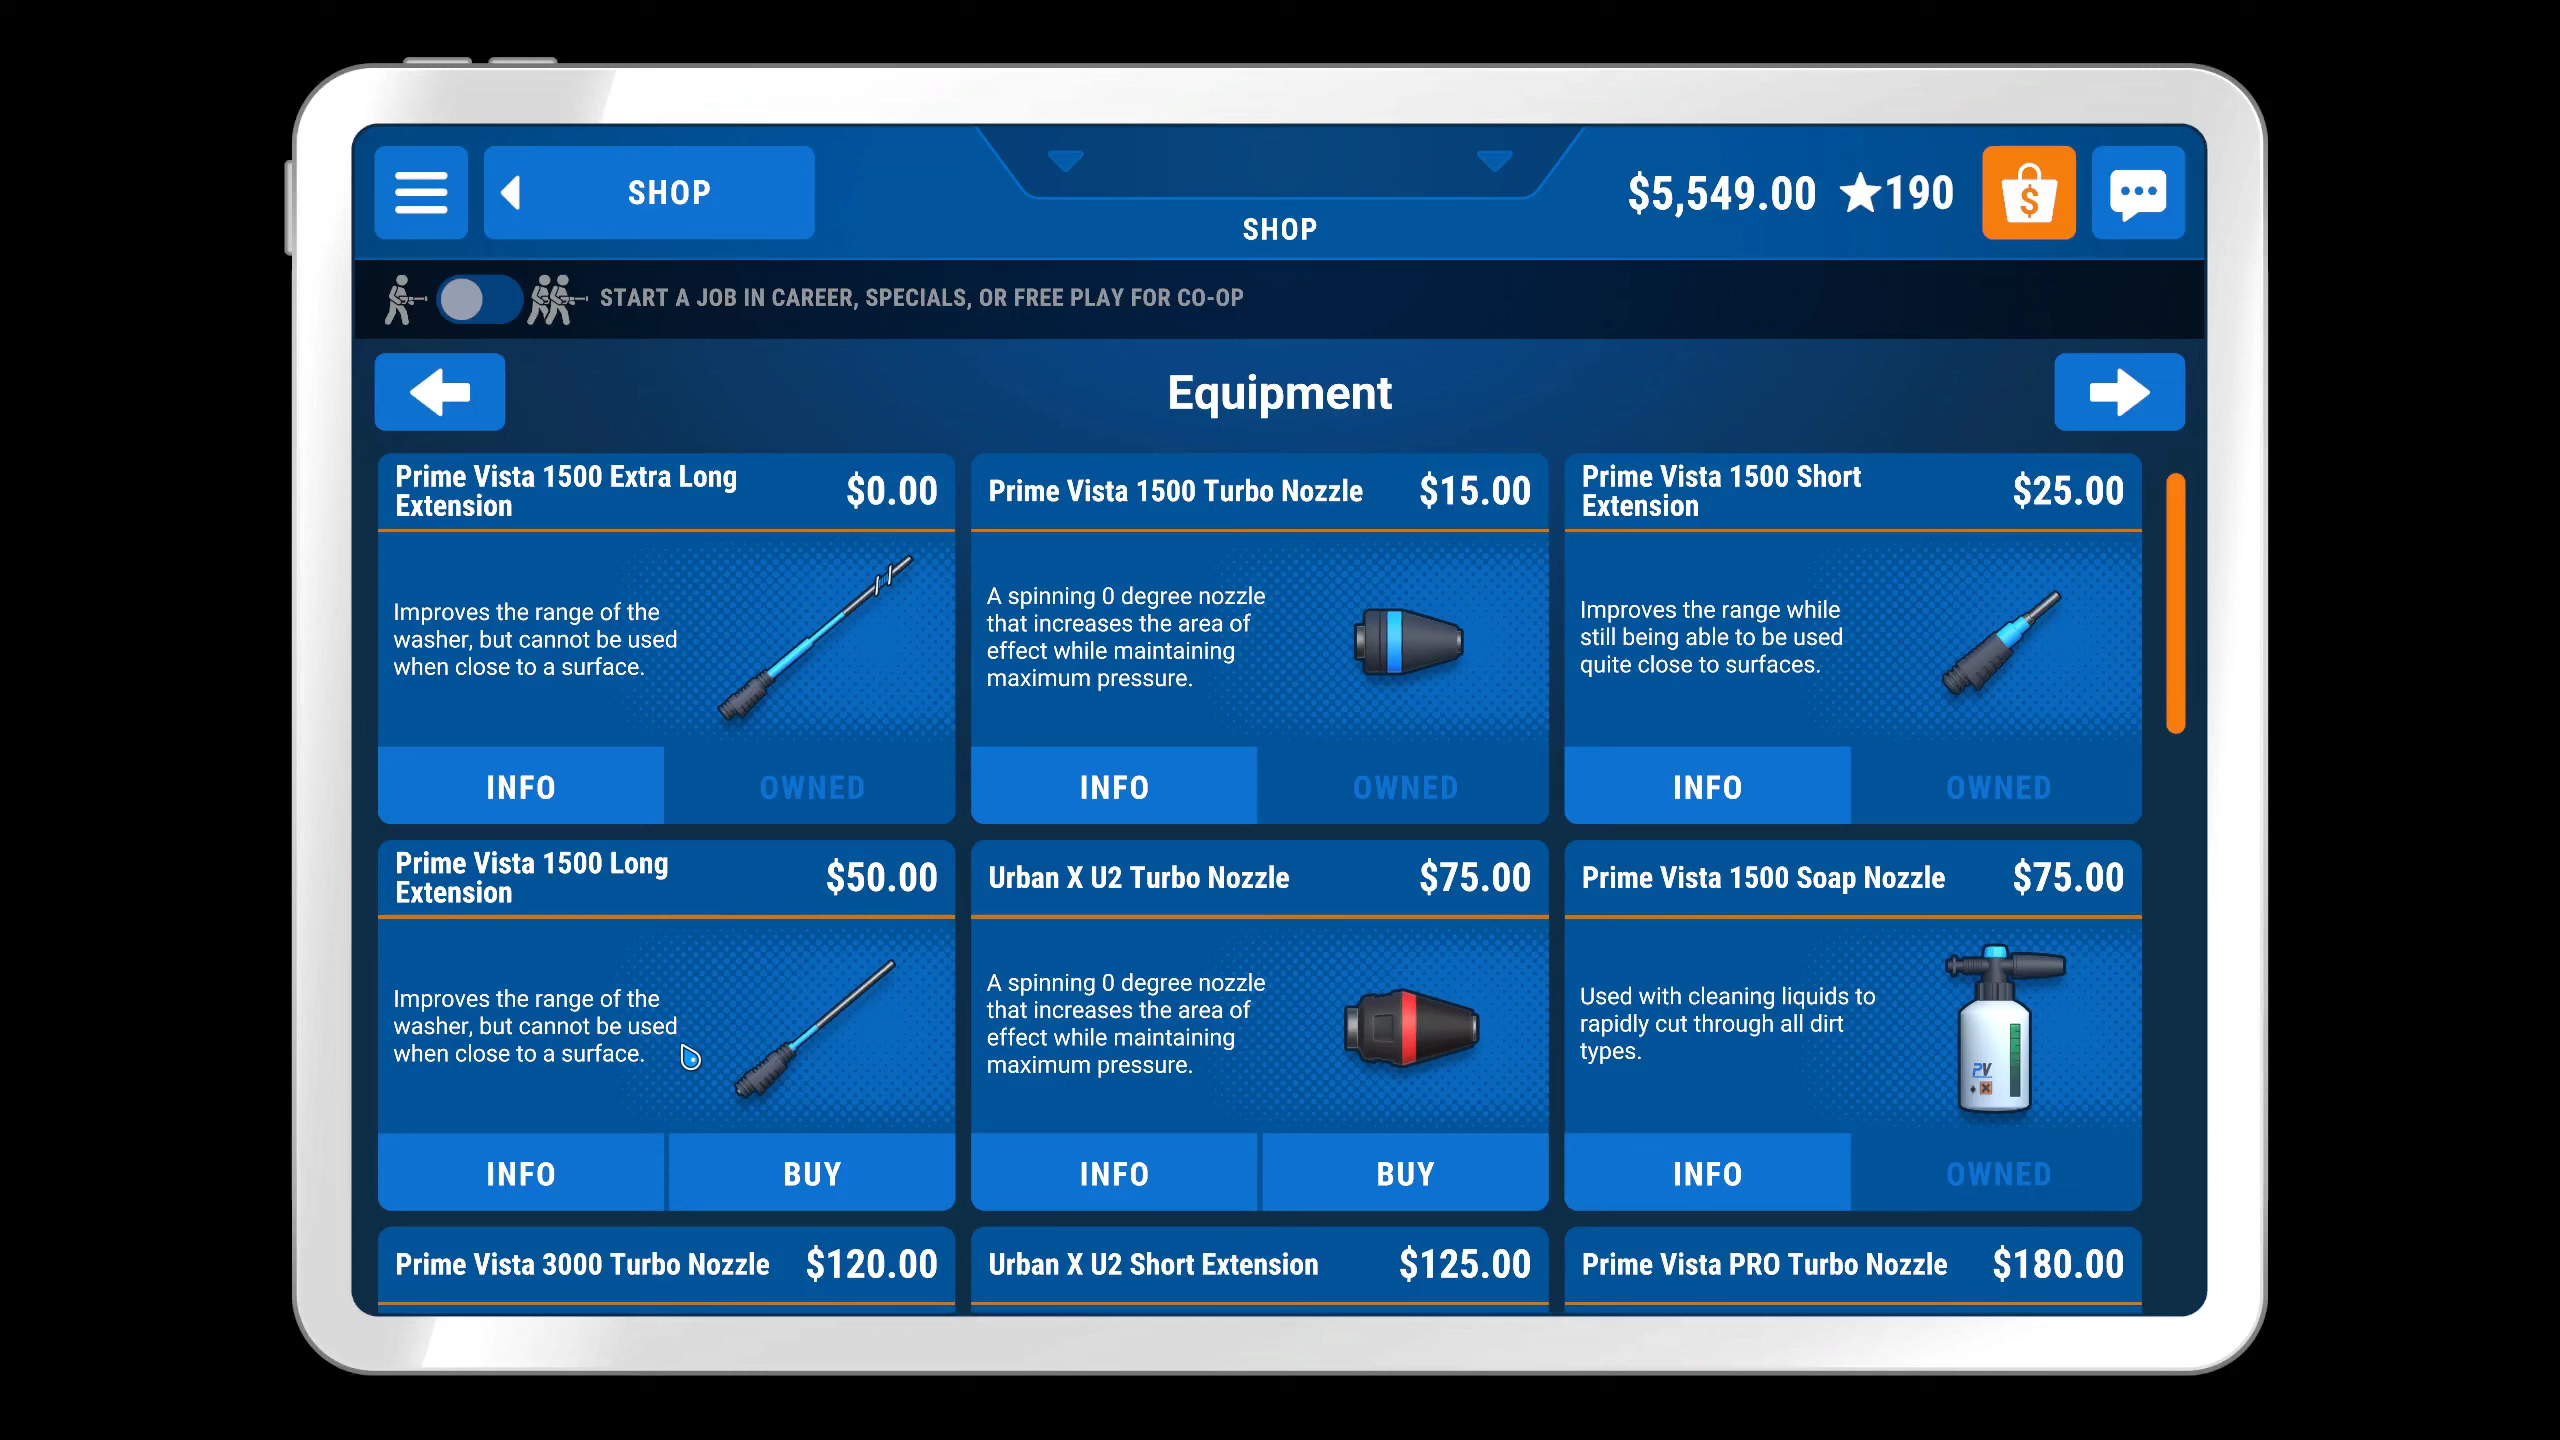 SHOP
$5,549.00 ★190
SHOP
START A JOB IN CAREER, SPECIALS, OR FREE PLAY FOR CO-OP
Equipment
Prime Vista 1500 Extra Long
Extension
$0.00
Improves the range of the
washer, but cannot be used
when close to a surface.
INFO
OWNED
Prime Vista 1500 Turbo Nozzle
$15.00
A spinning 0 degree nozzle
that increases the area of
effect while maintaining
maximum pressure.
INFO
OWNED
Prime Vista 1500 Short
Extension
$25.00
Improves the range while
still being able to be used
quite close to surfaces.
INFO
OWNED
Prime Vista 1500 Long
Extension
$50.00
Improves the range of the
washer, but cannot be used
when close to a surface.
INFO
BUY
Urban X U2 Turbo Nozzle
$75.00
A spinning 0 degree nozzle
that increases the area of
effect while maintaining
maximum pressure.
INFO
BUY
Prime Vista 1500 Soap Nozzle
$75.00
Used with cleaning liquids to
rapidly cut through all dirt
types.
PV
INFO
OWNED
Prime Vista 3000 Turbo Nozzle
$120.00
Urban X U2 Short Extension
$125.00
Prime Vista PRO Turbo Nozzle
$180.00